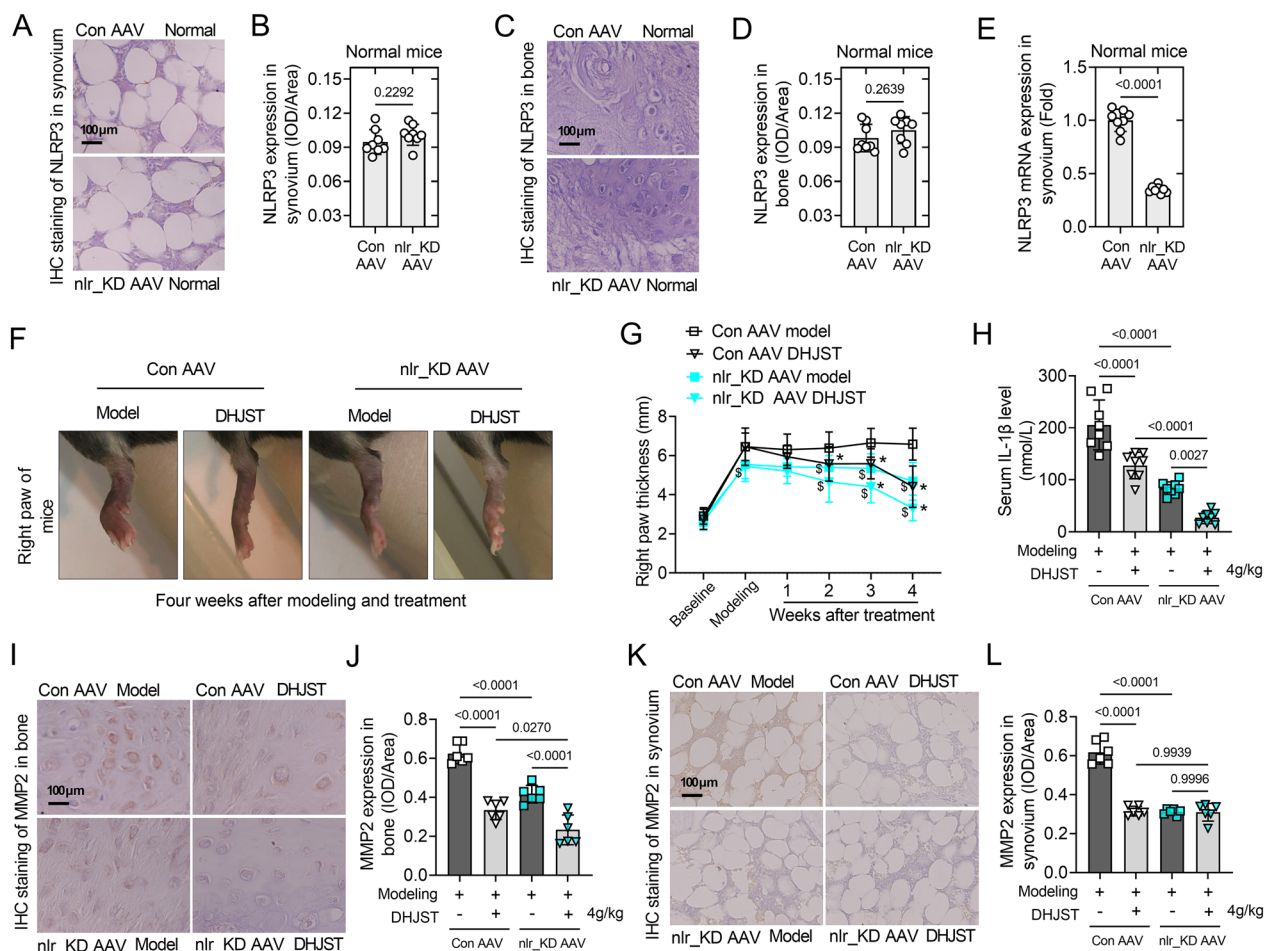 A
Con AAV Normal
IHC staining of NLRP3 in synovium
100μm
nlr_KD AAV Normal
B
Normal mice
NLRP3 expression in
synovium (IOD/Area)
0.15
0.12
0.09
0.06
0.03
0.2292
Con
AAV
nlr_KD
AAV
C
Con AAV Normal
IHC staining of NLRP3 in bone
100μm
nlr_KD AAV Normal
D
Normal mice
NLRP3 expression in
bone (IOD/Area)
0.15
0.12
0.09
0.06
0.03
0.2639
Con
AAV
nlr_KD
AAV
E
Normal mice
NLRP3 mRNA expression in
synovium (Fold)
1.5
1.0
0.5
0.0
<0.0001
Con
AAV
nlr_KD
AAV
F
Con AAV
nlr_KD AAV
Model
DHJST
Model
DHJST
Right paw of
mice
Four weeks after modeling and treatment
G
Con AAV model
Con AAV DHJST
nlr_KD AAV model
nlr_KD AAV DHJST
Right paw thickness (mm)
8
6
4
2
0
$
*
$
$
*
$
*
$
*
$
*
$
*
Baseline
Modeling
1
2
3
4
Weeks after treatment
H
Serum IL-1β level
(nmol/L)
300
200
100
0
<0.0001
<0.0001
<0.0001
0.0027
Modeling + + + +
DHJST - + - + 4g/kg
Con AAV nlr_KD AAV
I
Con AAV Model
Con AAV DHJST
IHC staining of MMP2 in bone
100μm
nlr_KD AAV Model
nlr_KD AAV DHJST
J
MMP2 expression in
bone (IOD/Area)
0.8
0.6
0.4
0.2
0.0
<0.0001
<0.0001
0.0270
<0.0001
Modeling + + + +
DHJST - + - + 4g/kg
Con AAV nlr_KD AAV
K
Con AAV Model
Con AAV DHJST
IHC staining of MMP2 in synovium
100μm
nlr_KD AAV Model
nlr_KD AAV DHJST
L
MMP2 expression in
synovium (IOD/Area)
0.8
0.6
0.4
0.2
0.0
<0.0001
<0.0001
0.9939
0.9996
Modeling + + + +
DHJST - + - + 4g/kg
Con AAV nlr_KD AAV